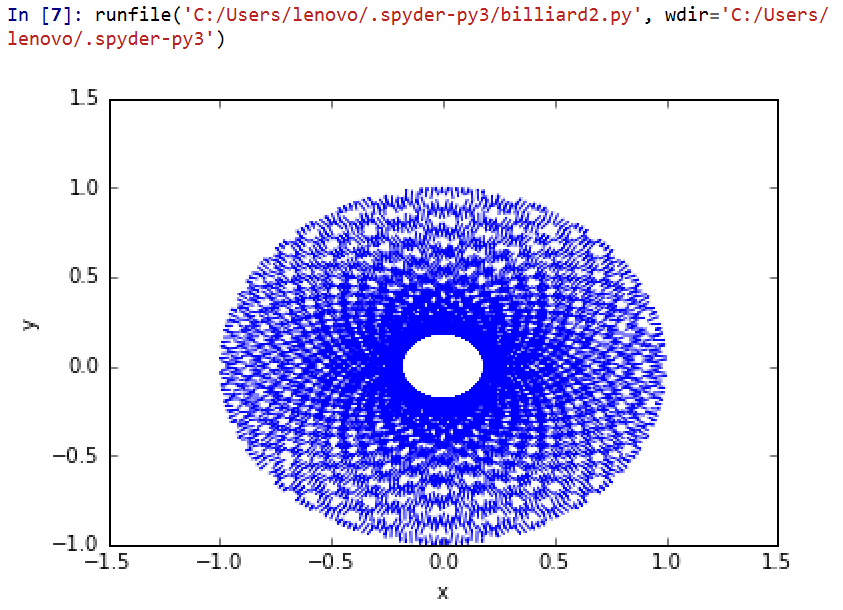 In [7]: runfile('C:/Users/lenovo/.spyder-py3/billiard2.py', wdir='C:/Users/
lenovo/.spyder-py3')
1.5
1.0
0.5
y
0.0
−0.5
−1.0
−1.5 −1.0 −0.5 0.0 0.5 1.0 1.5
x